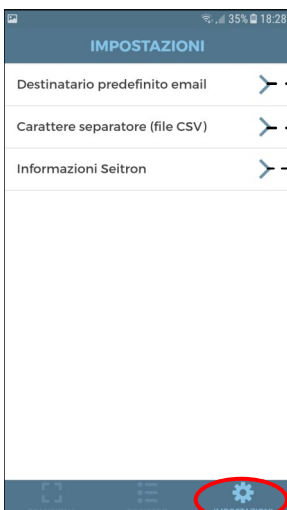 35% 18:28
IMPOSTAZIONI
Destinatario predefinito email
Carattere separatore (file CSV)
Informazioni Seitron